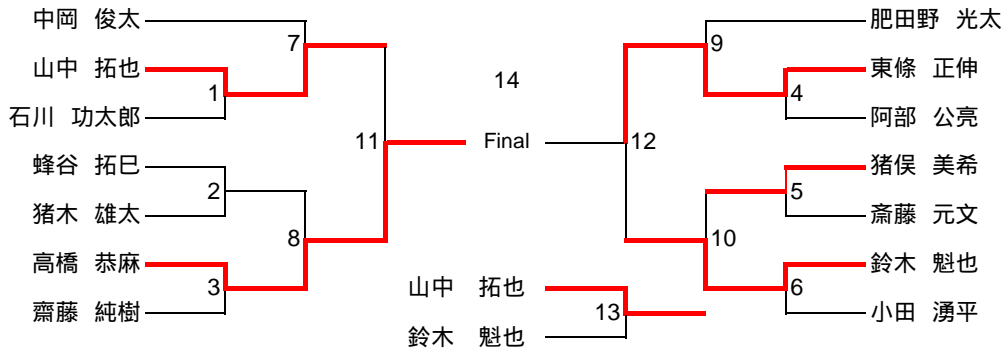 中岡 俊太
山中 拓也
石川 功太郎
蜂谷 拓巳
猪木 雄太
高橋 恭麻
齋藤 純樹
1
2
3
7
8
11
14
Final
山中 拓也
鈴木 魁也
13
12
9
10
4
5
6
肥田野 光太
東條 正伸
阿部 公亮
猪俣 美希
斎藤 元文
鈴木 魁也
小田 湧平